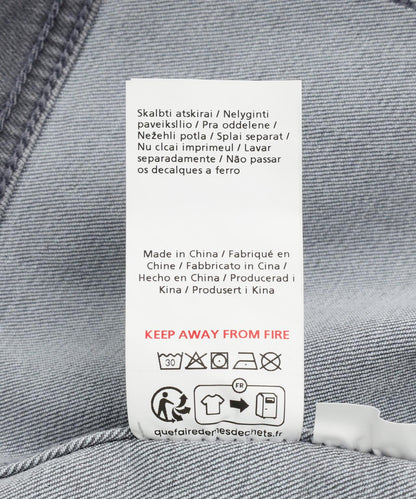 Skalbti atskirai / Nelyginti
paveiksllio / Pra oddelene /
Nežehli potla / Splai separat /
Nu clcai imprimeul / Lavar
separadamente / Não passar
os decalques a ferro
Made in China / Fabriqué en
Chine / Fabbricato in Cina /
Hecho en China / Producerad i
Kina / Produsert i Kina
KEEP AWAY FROM FIRE
30
FR
quefairedemesdechets.fr